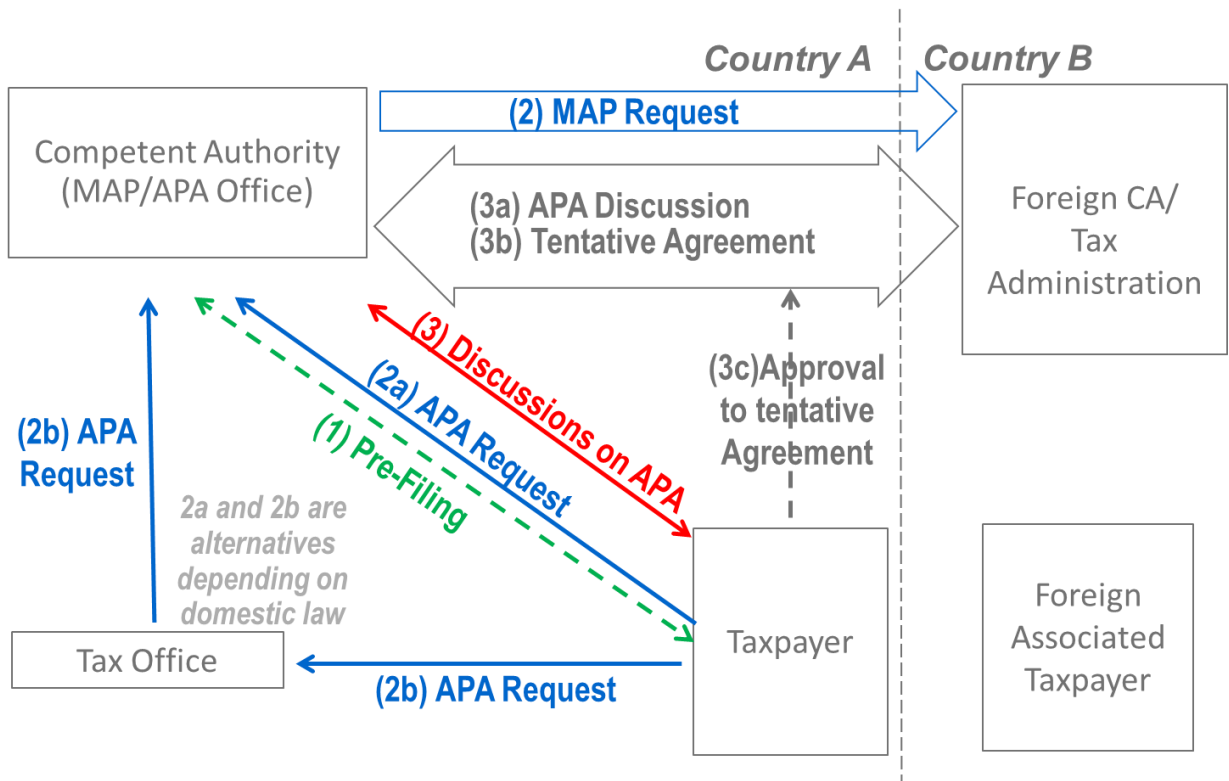 Country A
Country B
(2) MAP Request
Competent Authority
(MAP/APA Office)
(3a) APA Discussion
(3b) Tentative Agreement
Foreign CA/
Tax
Administration
(3) Discussions on APA
(2a) APA Request
(1) Pre-Filing
(3c)Approval
to tentative
Agreement
(2b) APA
Request
2a and 2b are
alternatives
depending on
domestic law
Tax Office
(2b) APA Request
Taxpayer
Foreign
Associated
Taxpayer